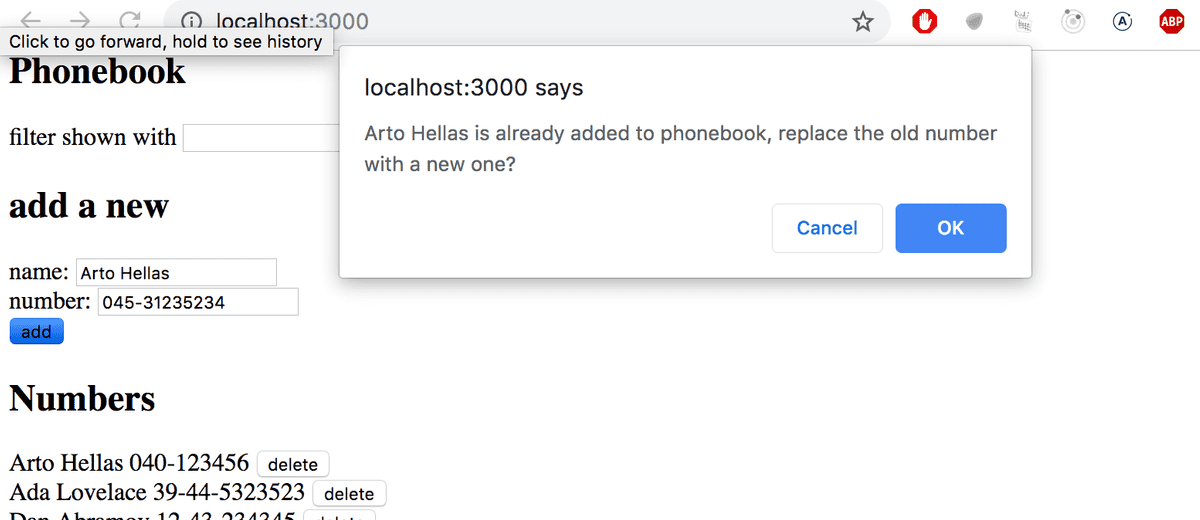 localhost:3000
Click to go forward, hold to see history
ABP
A
localhost:3000 says
Arto Hellas is already added to phonebook, replace the old number
with a new one?
Cancel OK
Phonebook
filter shown with
add a new
name: Arto Hellas
number: 045-31235234
add
Numbers
Arto Hellas 040-123456 delete
Ada Lovelace 39-44-5323523 delete
Dan Abramov 12-43-234345 delete